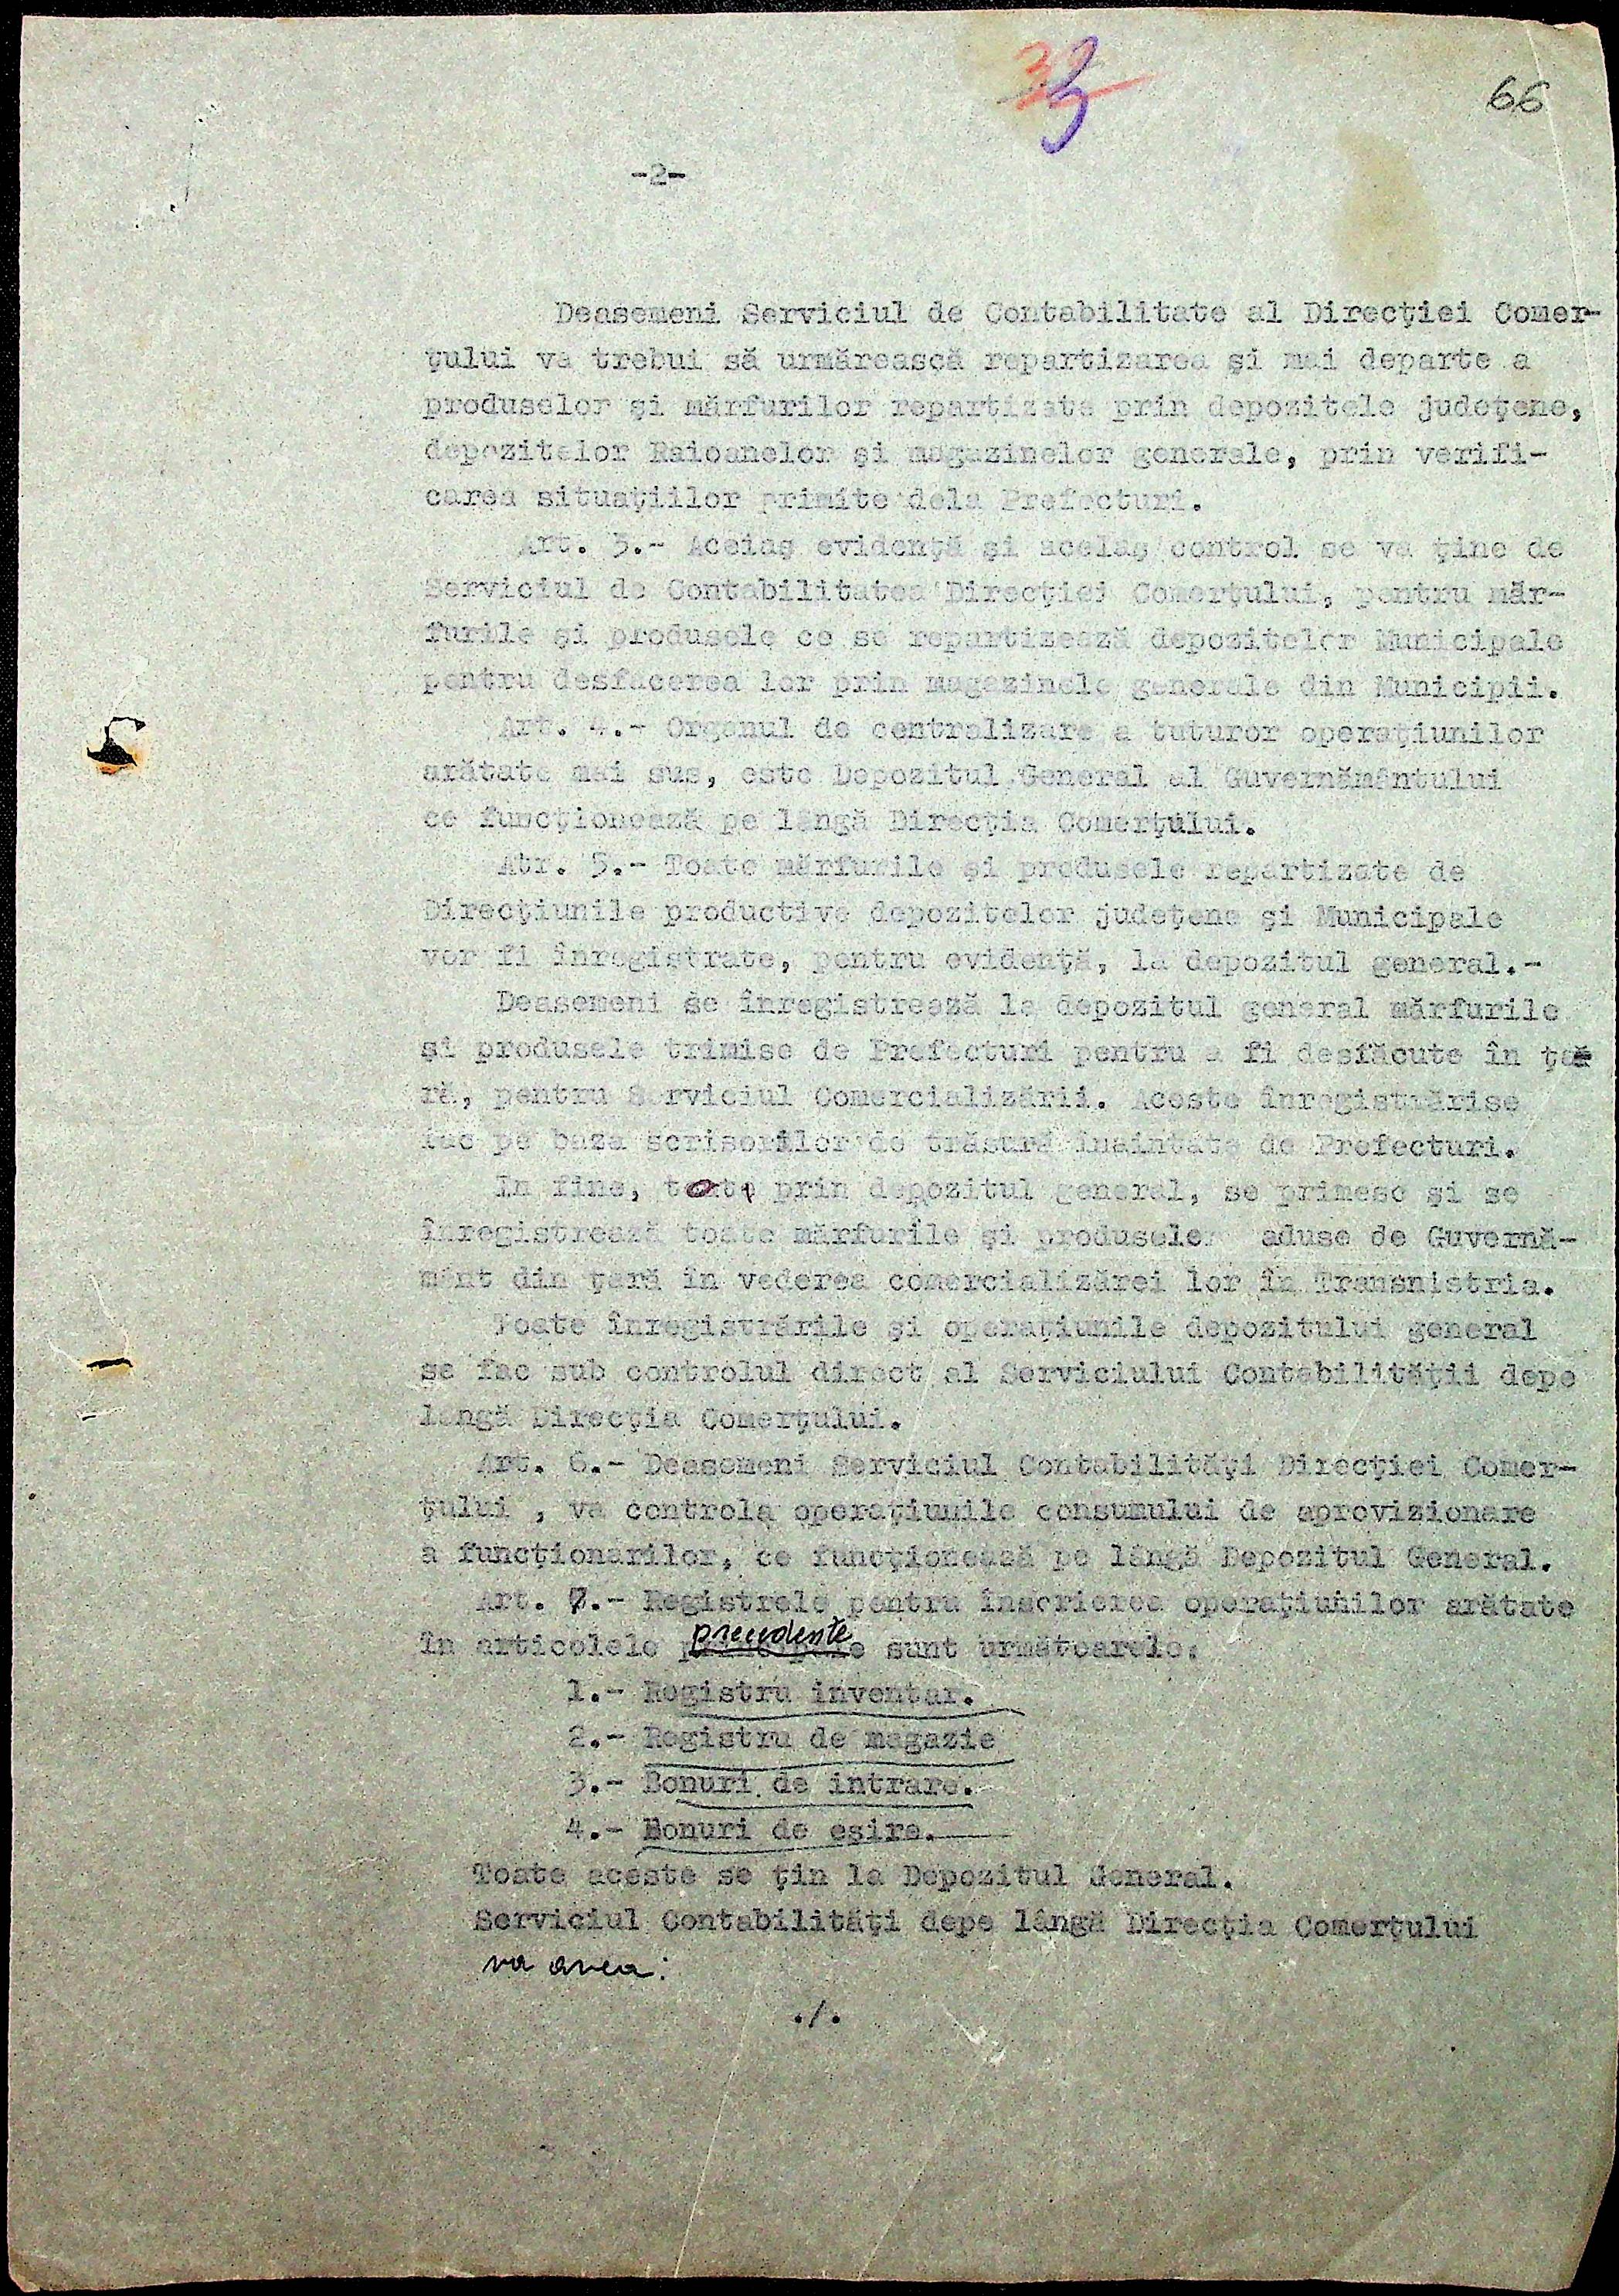 33
66
-2-
Deasemeni Serviciul de Contabilitate al Direcţiei Comer-
ţului va trebui să urmărească repartizarea şi mai departe a
produselor şi mărfurilor repartizate prin depozitele judeţene,
depozitelor Raioanelor şi magazinelor generale, prin verifi-
carea situaţiilor primite dela Prefecturi.
Art. 3.- Aceiaş evidenţă şi acelaş control se va ţine de
Serviciul de Contabilitatea Direcţiei Comerţului, pentru măr-
furile şi produsele ce se repartizează depozitelor Municipale
pentru desfacerea lor prin magazinele generale din Municipii.
Art. 4.- Organul de centralizare a tuturor operaţiunilor
arătate mai sus, este Depozitul General al Guvernământului
ce funcţionează pe lângă Direcţia Comerţului.
Atr. 5.- Toate mărfurile şi produsele repartizate de
Direcţiunile productive depozitelor judeţene şi Municipale
vor fi înregistrate, pentru evidenţă, la depozitul general.-
Deasemeni se înregistrează la depozitul general mărfurile
şi produsele trimise de Prefecturi pentru a fi desfăcute în ţa
ră, pentru Serviciul Comercializării. Aceste înregistrărise
fac pe baza scrisorilor de trăsură înaintate de Prefecturi.
In fine, tot prin depozitul general, se primesc şi se
înregistrează toate mărfurile şi produsele aduse de Guvernă-
mânt din ţară în vederea comercializărei lor în Transnistria.
Toate înregistrările şi operaţiunile depozitului general
se fac sub controlul direct al Serviciului Contabilităţii depe
lângă Direcţia Comerţului.
Art. 6.- Deasemeni Serviciul Contabilităţi Direcţiei Comer-
ţului , va controla operaţiunile consumului de aprovizionare
a funcţionarilor, ce funcţionează pe lângă Depozitul General.
Art. 7.- Registrele pentru înscrierea operaţiunilor arătate
în articolele precedente sunt următoarele:
1.- Registru inventar.
2.- Registru de magazie
3.- Bonuri de intrare.
4.- Bonuri de eşire.
Toate aceste se ţin la Depozitul General.
Serviciul Contabilităţi depe lângă Direcţia Comerţului
va avea:
./.